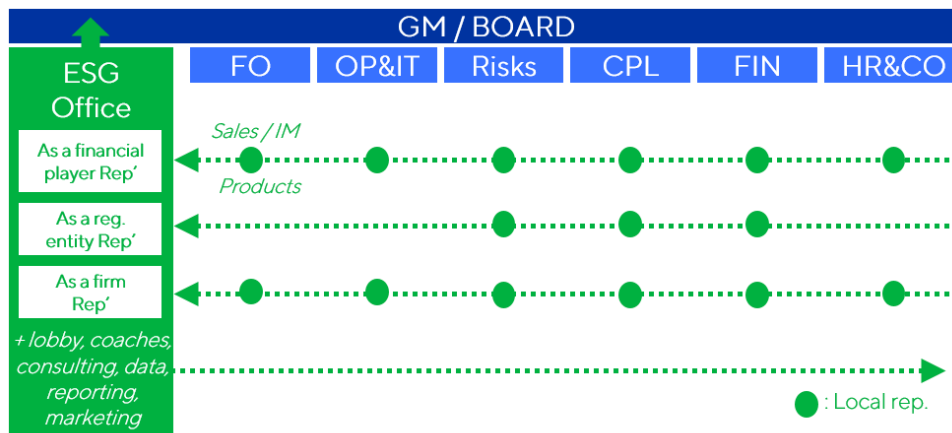 GM / BOARD
ESG
Office
FO
OP&IT
Risks
CPL
FIN
HR&CO
As a financial
player Rep’
Sales / IM
Products
As a reg.
entity Rep’
As a firm
Rep’
+ lobby, coaches,
consulting, data,
reporting,
marketing
: Local rep.